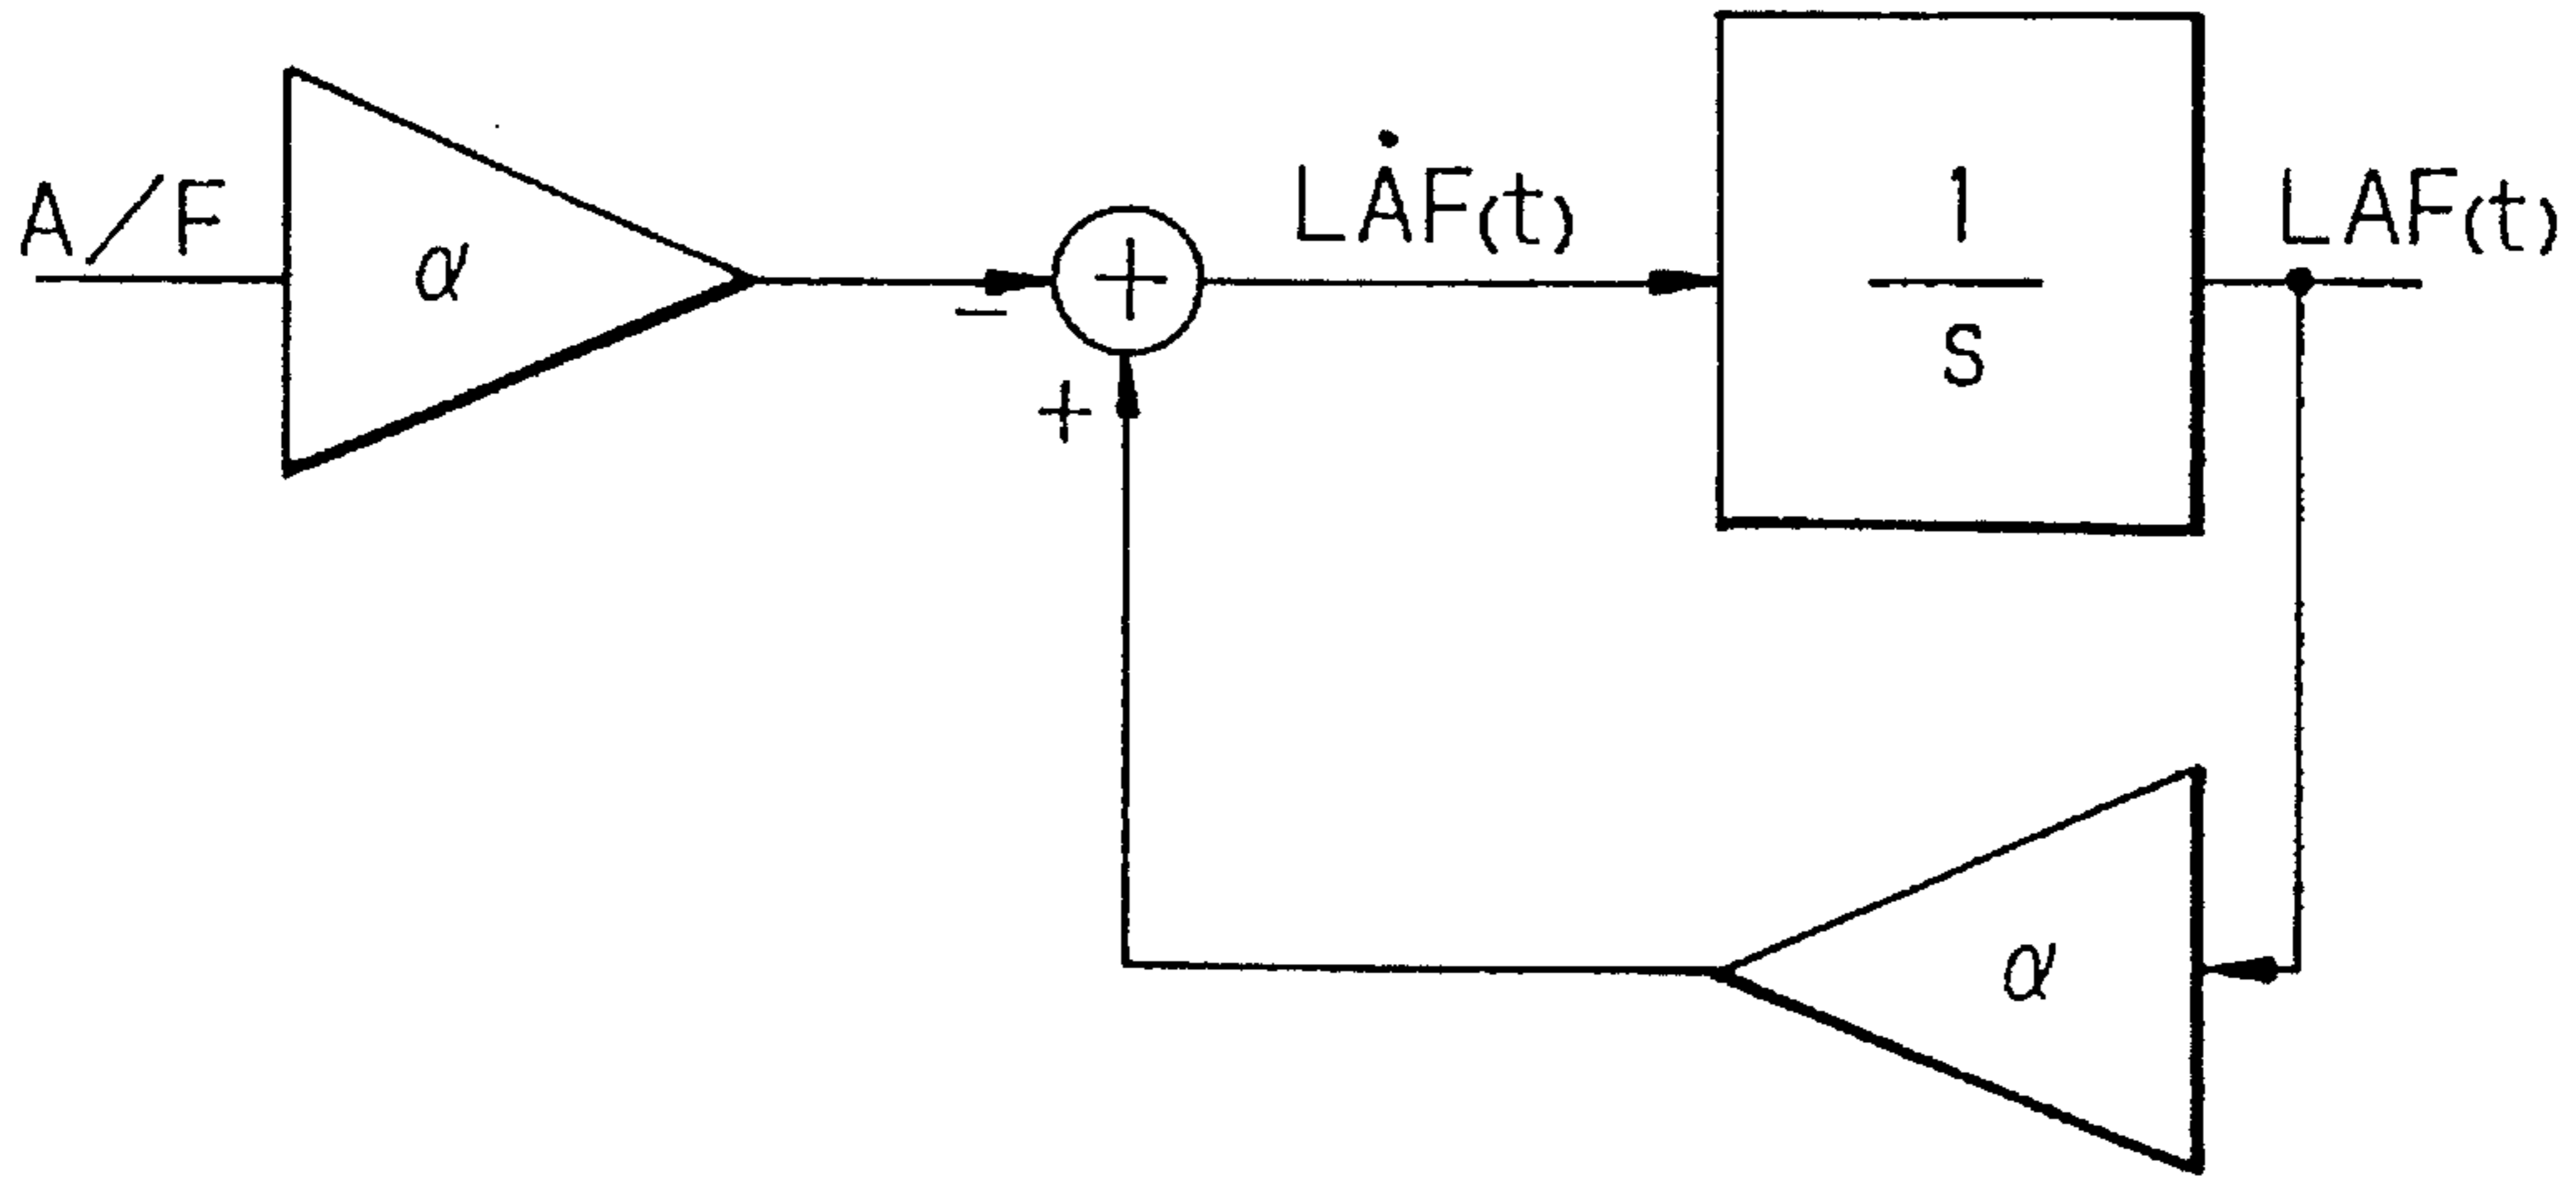 A/F
α
−
+
+
LȦF(t)
1
s
LAF(t)
α